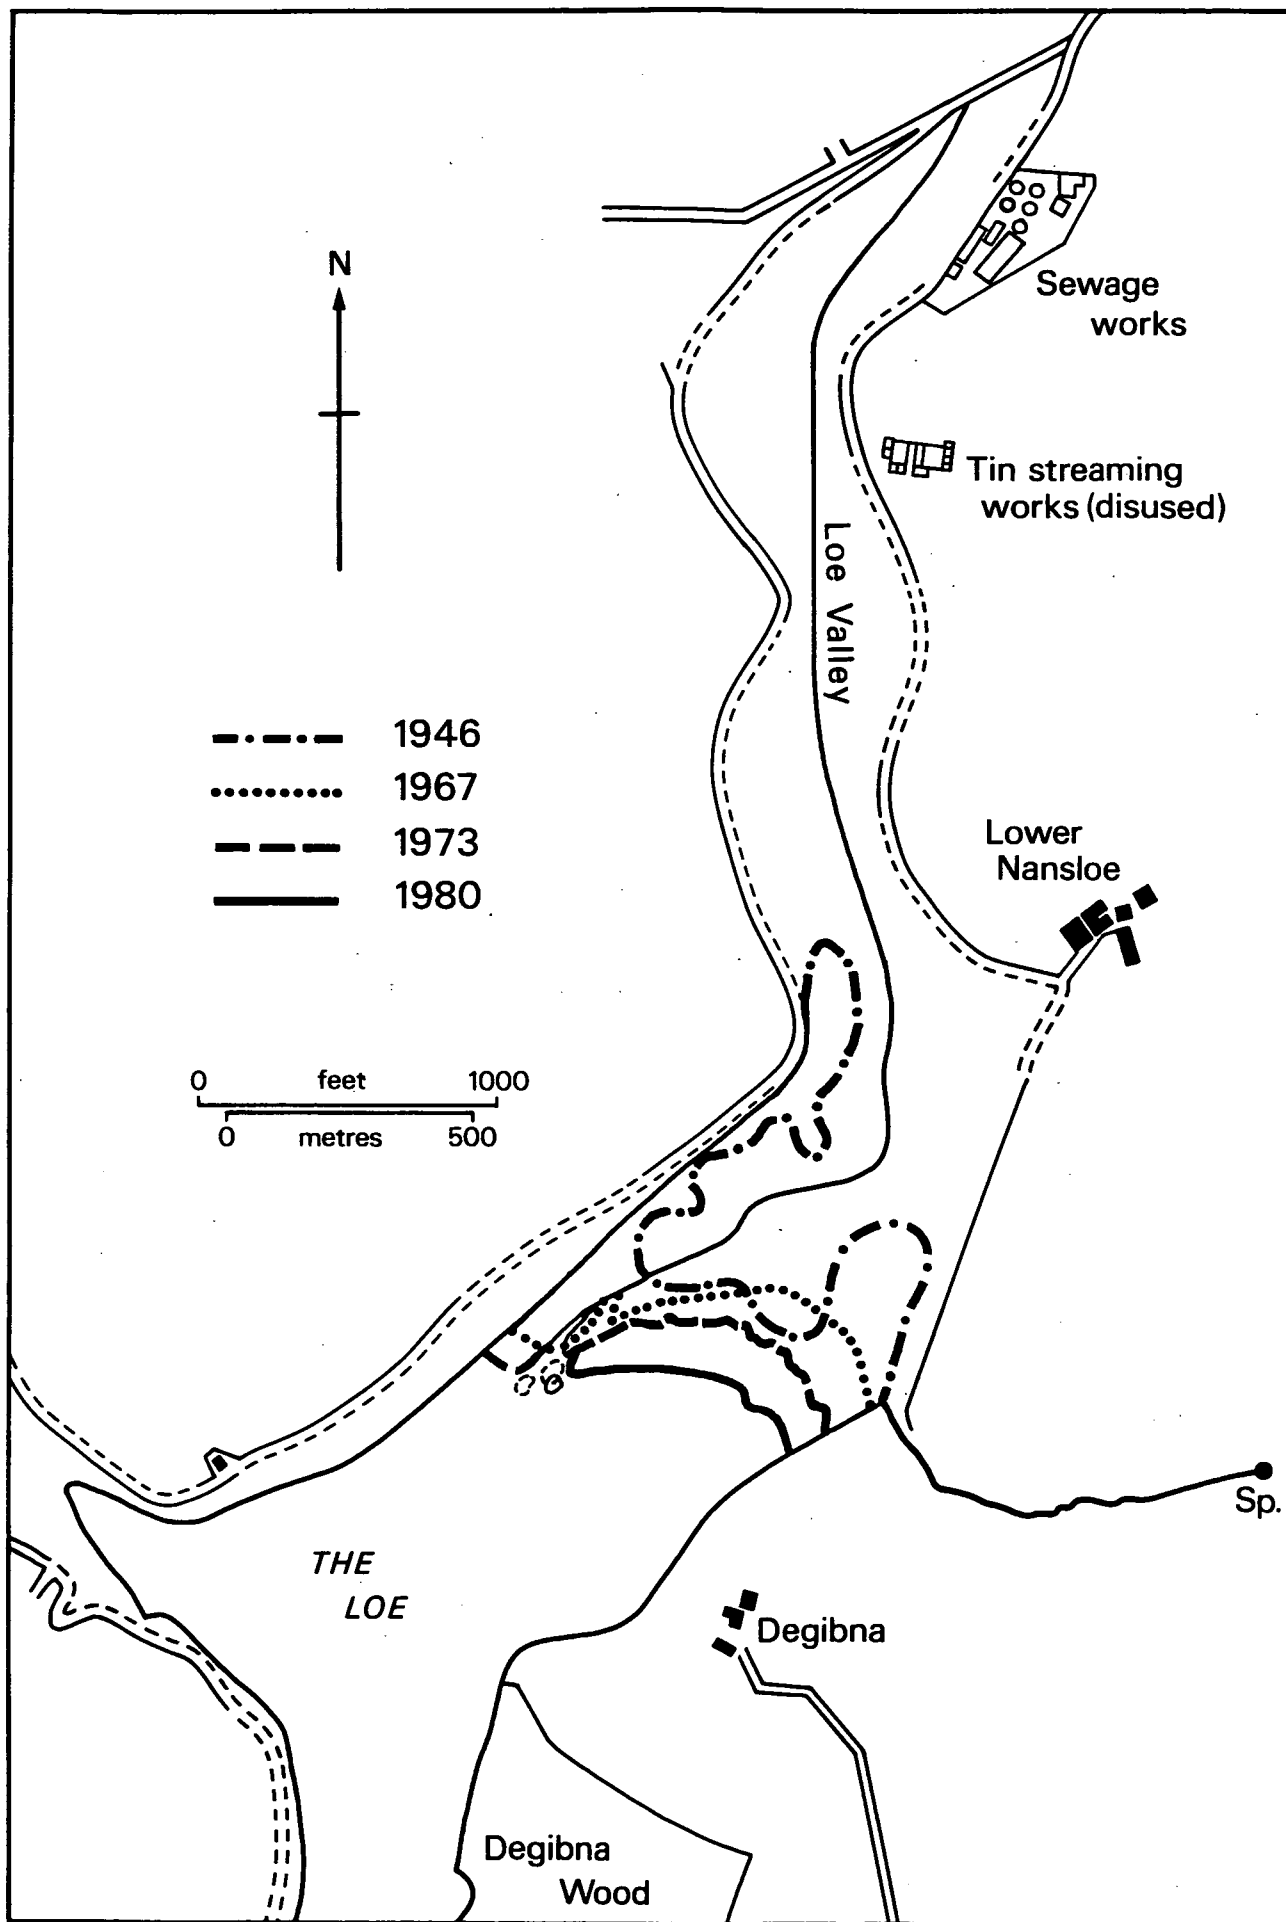 N
Sewage
works
Tin streaming
works (disused)
Loe Valley
1946
1967
1973
1980
Lower
Nansloe
0 feet 1000
0 metres 500
Sp.
THE
LOE
Degibna
Degibna
Wood